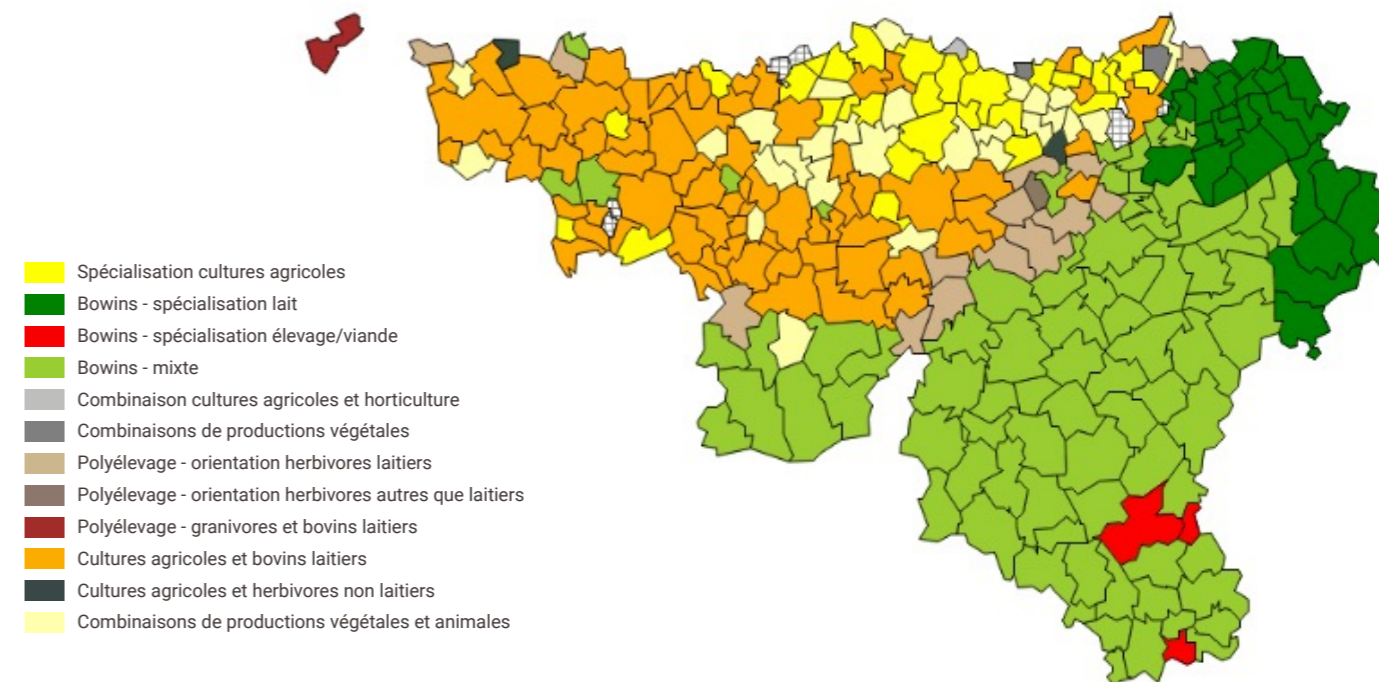 Spécialisation cultures agricoles
Bowins - spécialisation lait
Bowins - spécialisation élevage/viande
Bowins - mixte
Combinaison cultures agricoles et horticulture
Combinaisons de productions végétales
Polyélevage - orientation herbivores laitiers
Polyélevage - orientation herbivores autres que laitiers
Polyélevage - granivores et bovins laitiers
Cultures agricoles et bovins laitiers
Cultures agricoles et herbivores non laitiers
Combinaisons de productions végétales et animales